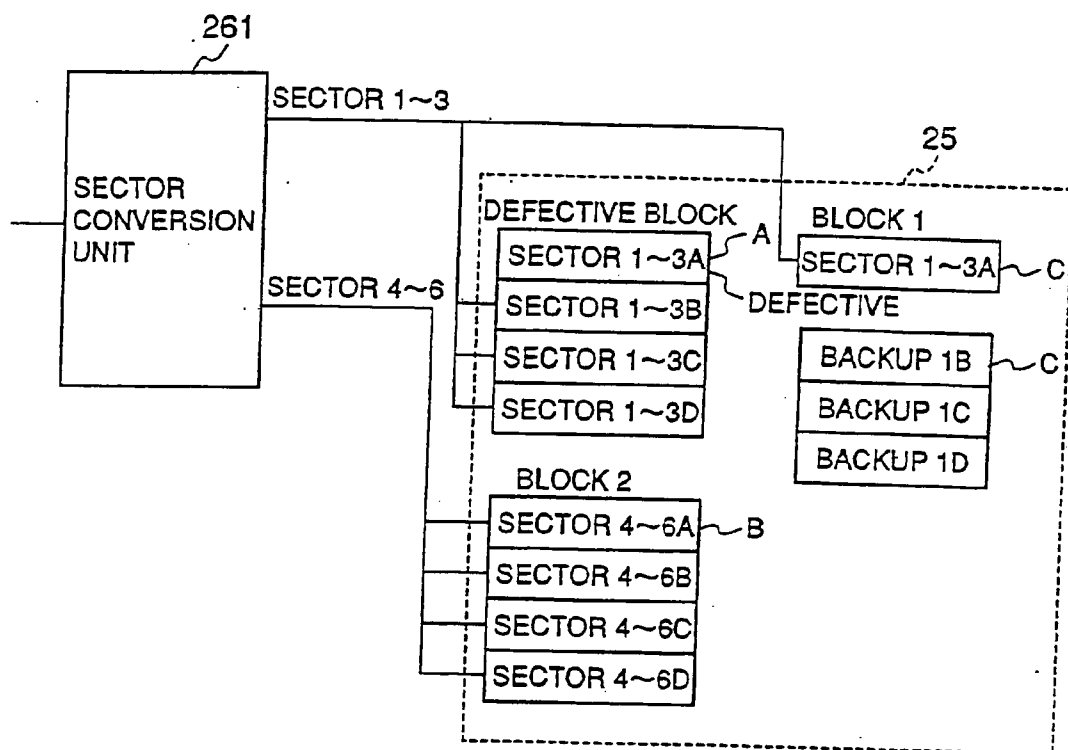 261
SECTOR 1~3
25
SECTOR
CONVERSION
UNIT
DEFECTIVE BLOCK
A
BLOCK 1
SECTOR 1~3A
SECTOR 1~3A
C
DEFECTIVE
SECTOR 4~6
SECTOR 1~3B
SECTOR 1~3C
SECTOR 1~3D
BACKUP 1B
C
BACKUP 1C
BACKUP 1D
BLOCK 2
SECTOR 4~6A
B
SECTOR 4~6B
SECTOR 4~6C
SECTOR 4~6D